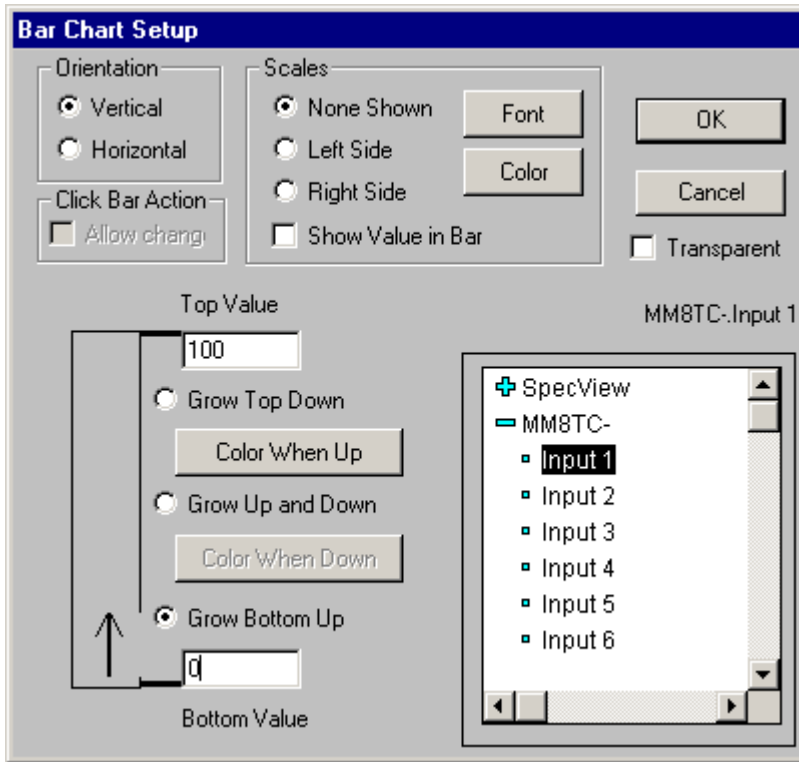 Bar Chart Setup
Orientation
Vertical
Horizontal
Click Bar Action
Allow chang
Scales
None Shown
Left Side
Right Side
Show Value in Bar
Font
Color
OK
Cancel
Transparent
Top Value
100
Grow Top Down
Color When Up
Grow Up and Down
Color When Down
Grow Bottom Up
0
Bottom Value
MM8TC-.Input 1
SpecView
MM8TC-
Input 1
Input 2
Input 3
Input 4
Input 5
Input 6